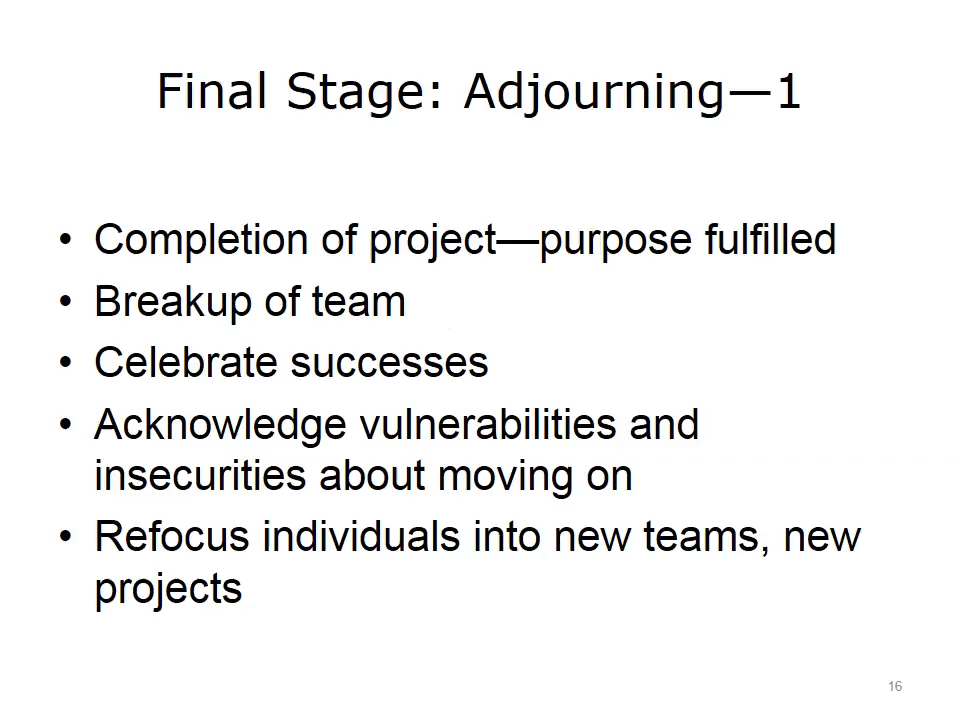 Final Stage: Adjourning—1
• Completion of project—purpose fulfilled
• Breakup of team
• Celebrate successes
• Acknowledge vulnerabilities and
insecurities about moving on
• Refocus individuals into new teams, new
projects
16